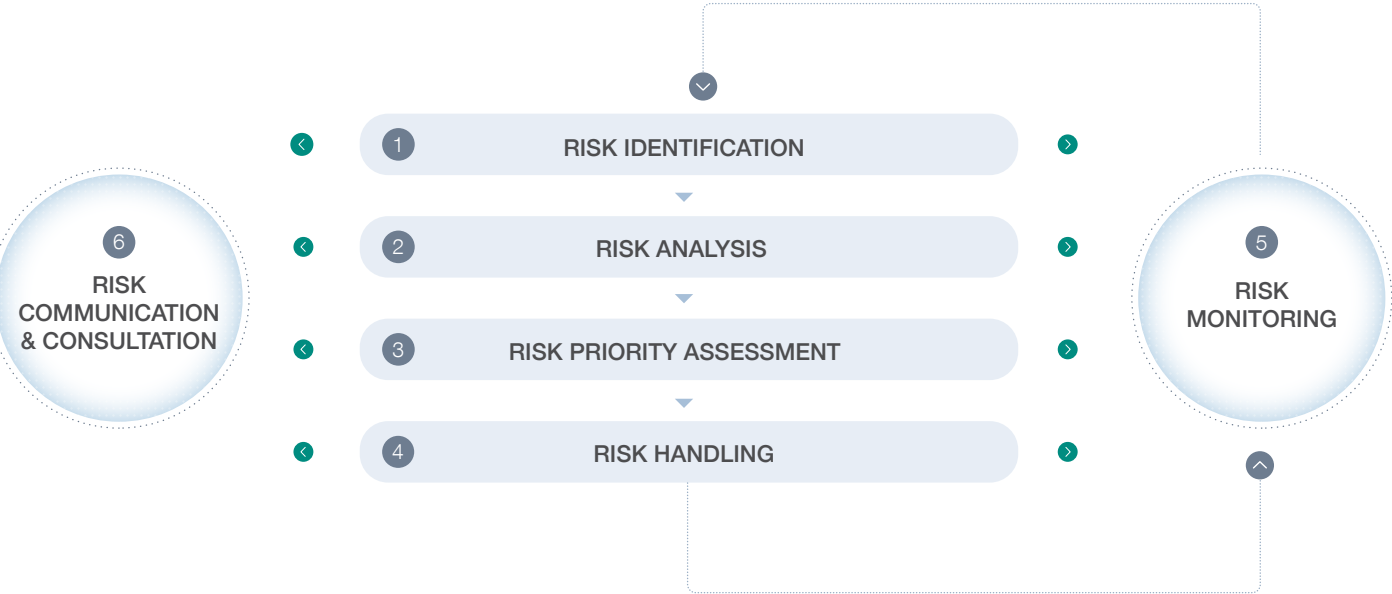 1
RISK IDENTIFICATION
2
RISK ANALYSIS
3
RISK PRIORITY ASSESSMENT
4
RISK HANDLING
5
RISK
MONITORING
6
RISK
COMMUNICATION
& CONSULTATION